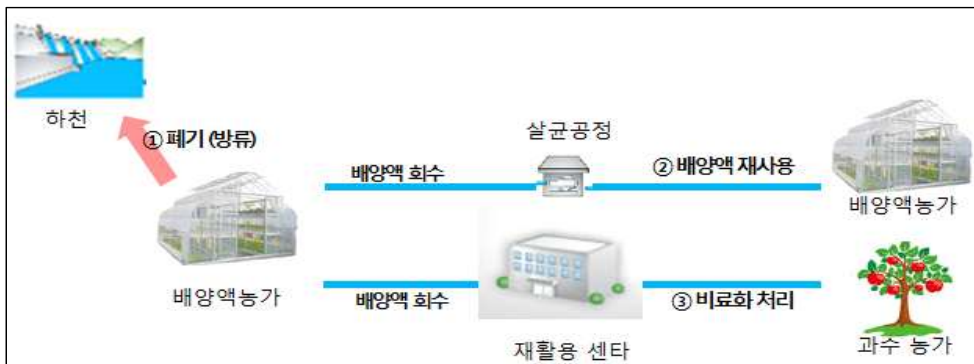 하천
① 폐기 (방류)
살균공정
배양액 회수
② 배양액 재사용
배양액농가
배양액농가
배양액 회수
③ 비료화 처리
재활용 센타
과수 농가